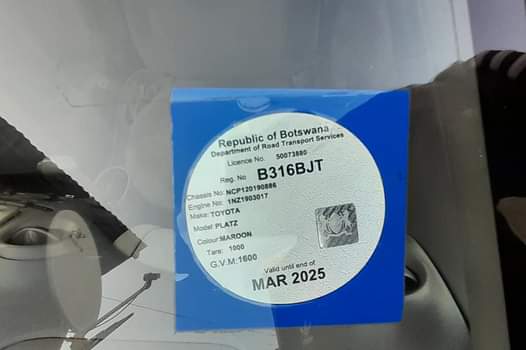 Republic of Botswana
Department of Road Transport Services
Licence No. 50073880
Reg. No B316BJT
Chassis No: NCP120190886
Engine No: 1NZ1903017
Make: TOYOTA
Model: PLATZ
Colour: MAROON
Tare: 1000
G.V.M: 1600
Valid until end of
MAR 2025